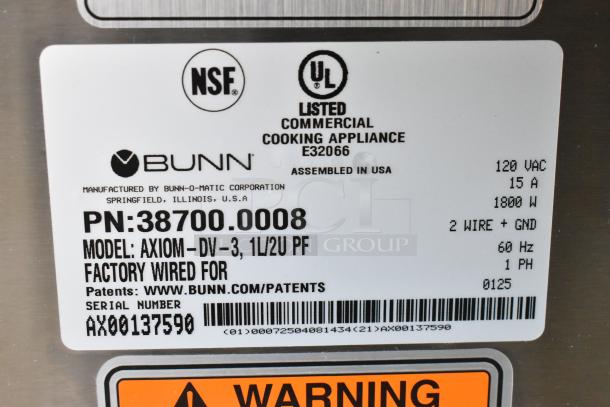 NSF®
UL
LISTED
COMMERCIAL
COOKING APPLIANCE
E32066
ASSEMBLED IN USA
BUNN®
MANUFACTURED BY BUNN-O-MATIC CORPORATION
SPRINGFIELD, ILLINOIS, U.S.A
PN:38700.0008
MODEL: AXIOM-DV-3, 1L/2U PF
FACTORY WIRED FOR
Patents: WWW.BUNN.COM/PATENTS
SERIAL NUMBER
AX00137590
120 VAC
15 A
1800 W
2 WIRE + GND
60 Hz
1 PH
0125
(01)00072504081434(21)AX00137590
PCI
GROUP
WARNING